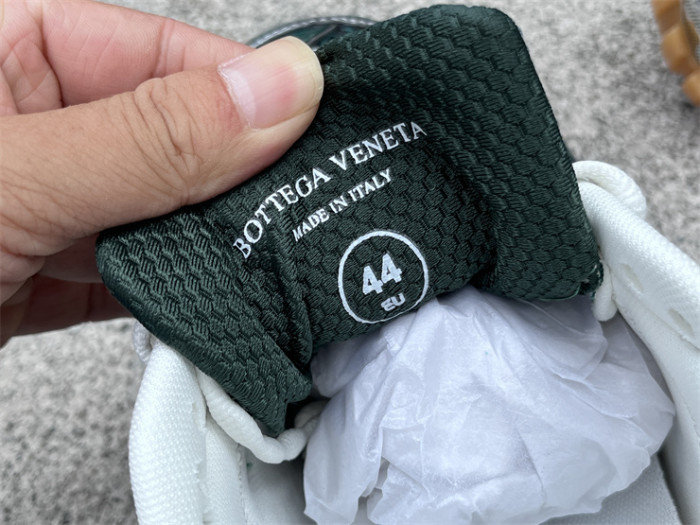 BOTTEGA VENETA
MADE IN ITALY
44
EU